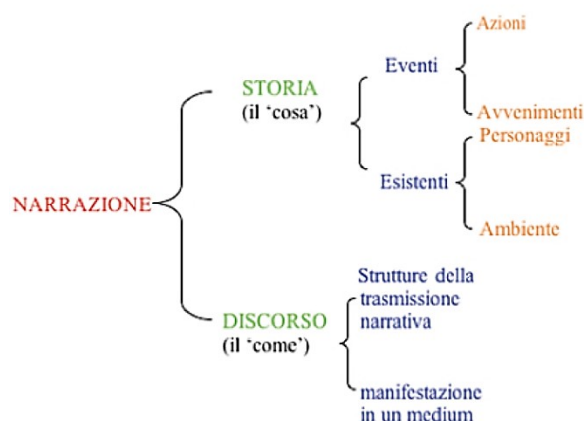 NARRAZIONE
STORIA
(il ‘cosa’)
Eventi
Azioni
Avvenimenti
Esistenti
Personaggi
Ambiente
DISCORSO
(il ‘come’)
Strutture della
trasmissione
narrativa
manifestazione
in un medium